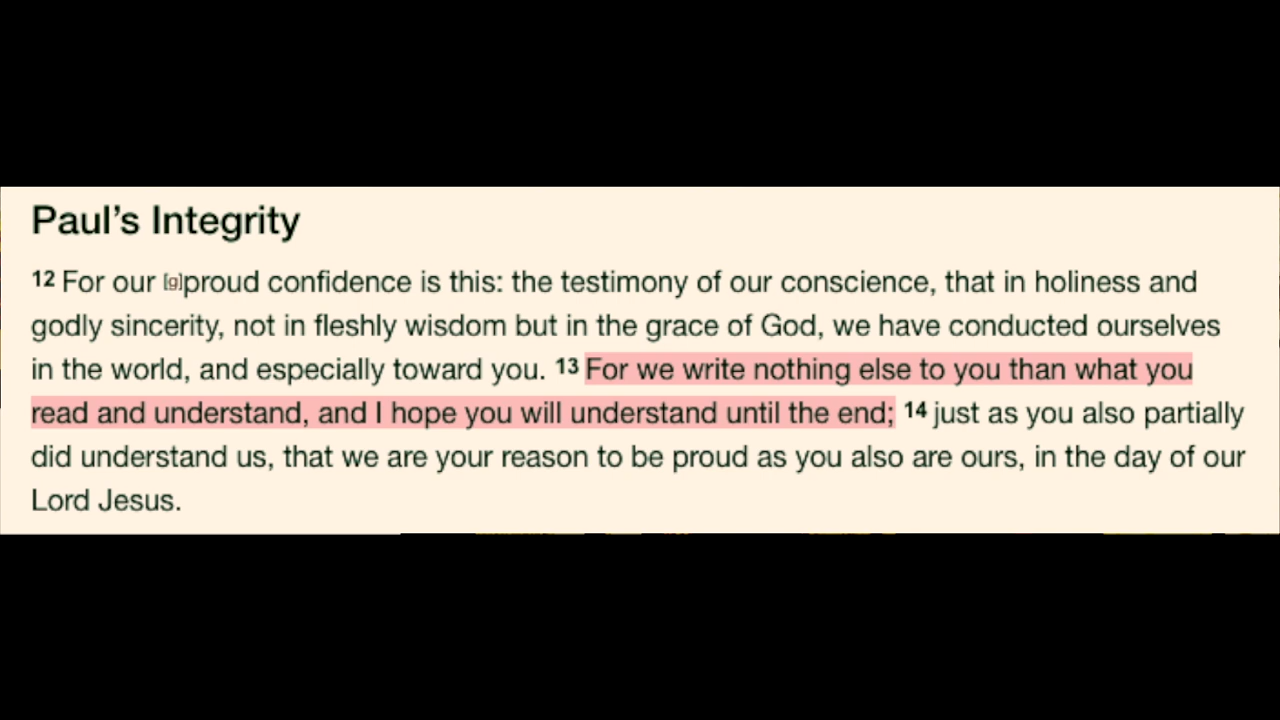 Paul’s Integrity
12 For our [g]proud confidence is this: the testimony of our conscience, that in holiness and
godly sincerity, not in fleshly wisdom but in the grace of God, we have conducted ourselves
in the world, and especially toward you. 13 For we write nothing else to you than what you
read and understand, and I hope you will understand until the end; 14 just as you also partially
did understand us, that we are your reason to be proud as you also are ours, in the day of our
Lord Jesus.